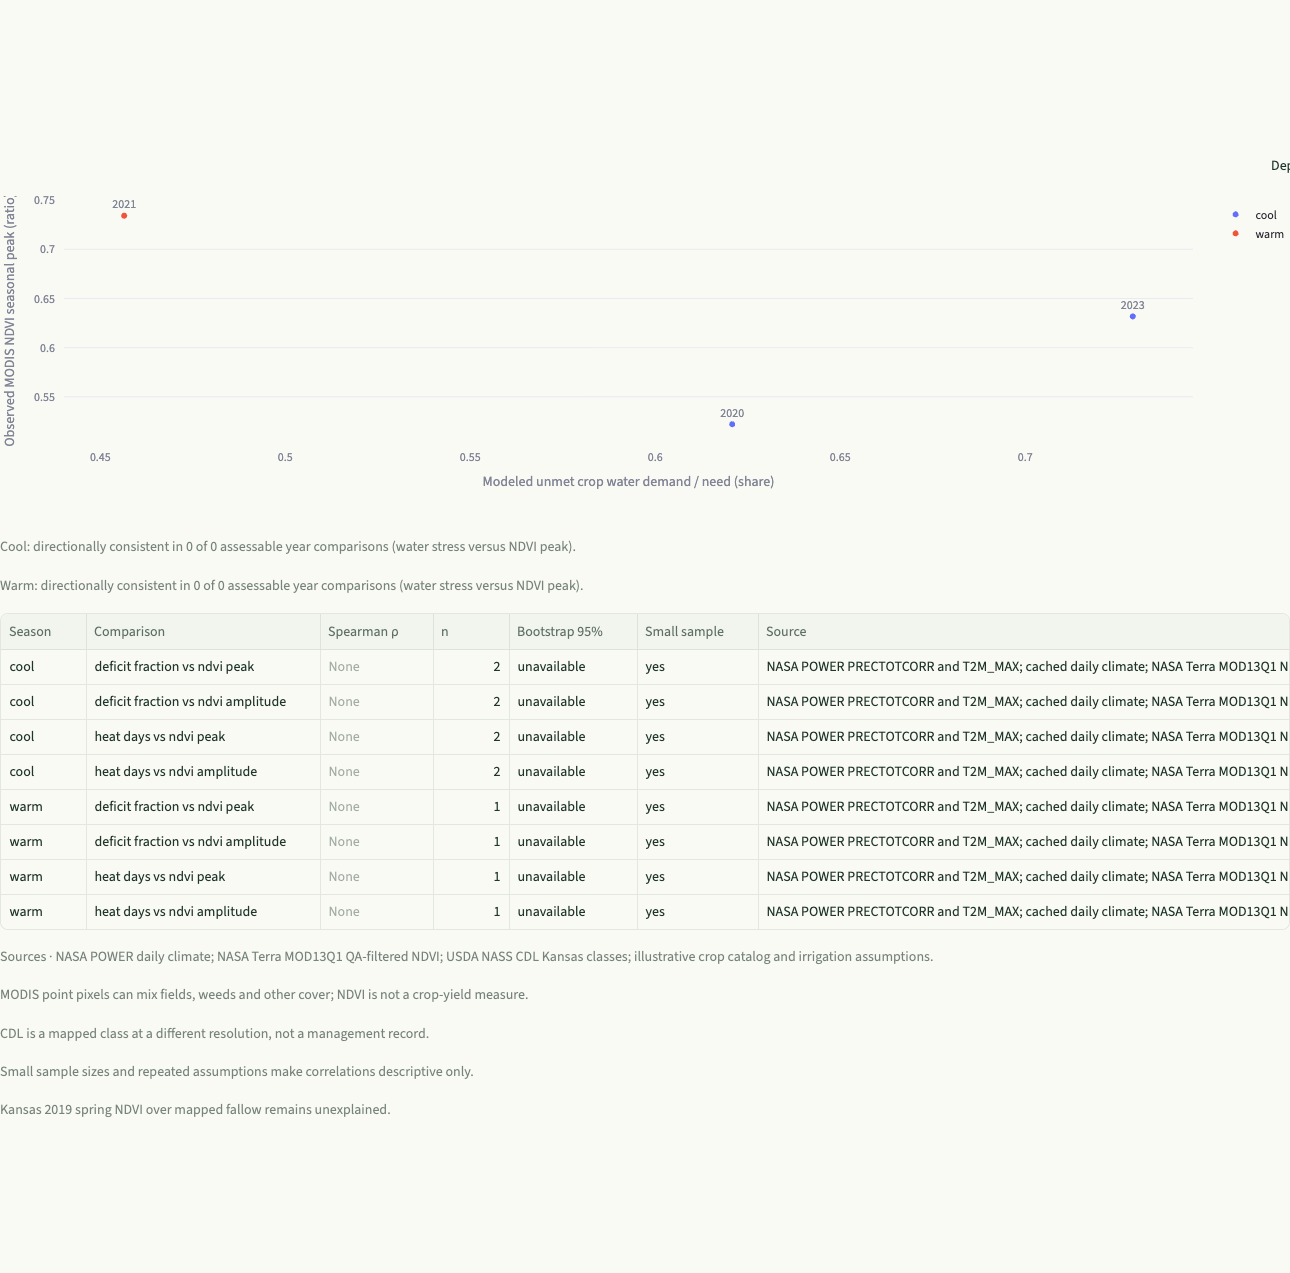 Dep
cool
warm
Observed MODIS NDVI seasonal peak (ratio)
0.75
0.7
0.65
0.6
0.55
2021
2023
2020
0.45 0.5 0.55 0.6 0.65 0.7
Modeled unmet crop water demand / need (share)
Cool: directionally consistent in 0 of 0 assessable year comparisons (water stress versus NDVI peak).
Warm: directionally consistent in 0 of 0 assessable year comparisons (water stress versus NDVI peak).
Season Comparison Spearman ρ n Bootstrap 95% Small sample Source
cool deficit fraction vs ndvi peak None 2 unavailable yes NASA POWER PRECTOTCORR and T2M_MAX; cached daily climate; NASA Terra MOD13Q1 N
cool deficit fraction vs ndvi amplitude None 2 unavailable yes NASA POWER PRECTOTCORR and T2M_MAX; cached daily climate; NASA Terra MOD13Q1 N
cool heat days vs ndvi peak None 2 unavailable yes NASA POWER PRECTOTCORR and T2M_MAX; cached daily climate; NASA Terra MOD13Q1 N
cool heat days vs ndvi amplitude None 2 unavailable yes NASA POWER PRECTOTCORR and T2M_MAX; cached daily climate; NASA Terra MOD13Q1 N
warm deficit fraction vs ndvi peak None 1 unavailable yes NASA POWER PRECTOTCORR and T2M_MAX; cached daily climate; NASA Terra MOD13Q1 N
warm deficit fraction vs ndvi amplitude None 1 unavailable yes NASA POWER PRECTOTCORR and T2M_MAX; cached daily climate; NASA Terra MOD13Q1 N
warm heat days vs ndvi peak None 1 unavailable yes NASA POWER PRECTOTCORR and T2M_MAX; cached daily climate; NASA Terra MOD13Q1 N
warm heat days vs ndvi amplitude None 1 unavailable yes NASA POWER PRECTOTCORR and T2M_MAX; cached daily climate; NASA Terra MOD13Q1 N
Sources · NASA POWER daily climate; NASA Terra MOD13Q1 QA-filtered NDVI; USDA NASS CDL Kansas classes; illustrative crop catalog and irrigation assumptions.
MODIS point pixels can mix fields, weeds and other cover; NDVI is not a crop-yield measure.
CDL is a mapped class at a different resolution, not a management record.
Small sample sizes and repeated assumptions make correlations descriptive only.
Kansas 2019 spring NDVI over mapped fallow remains unexplained.